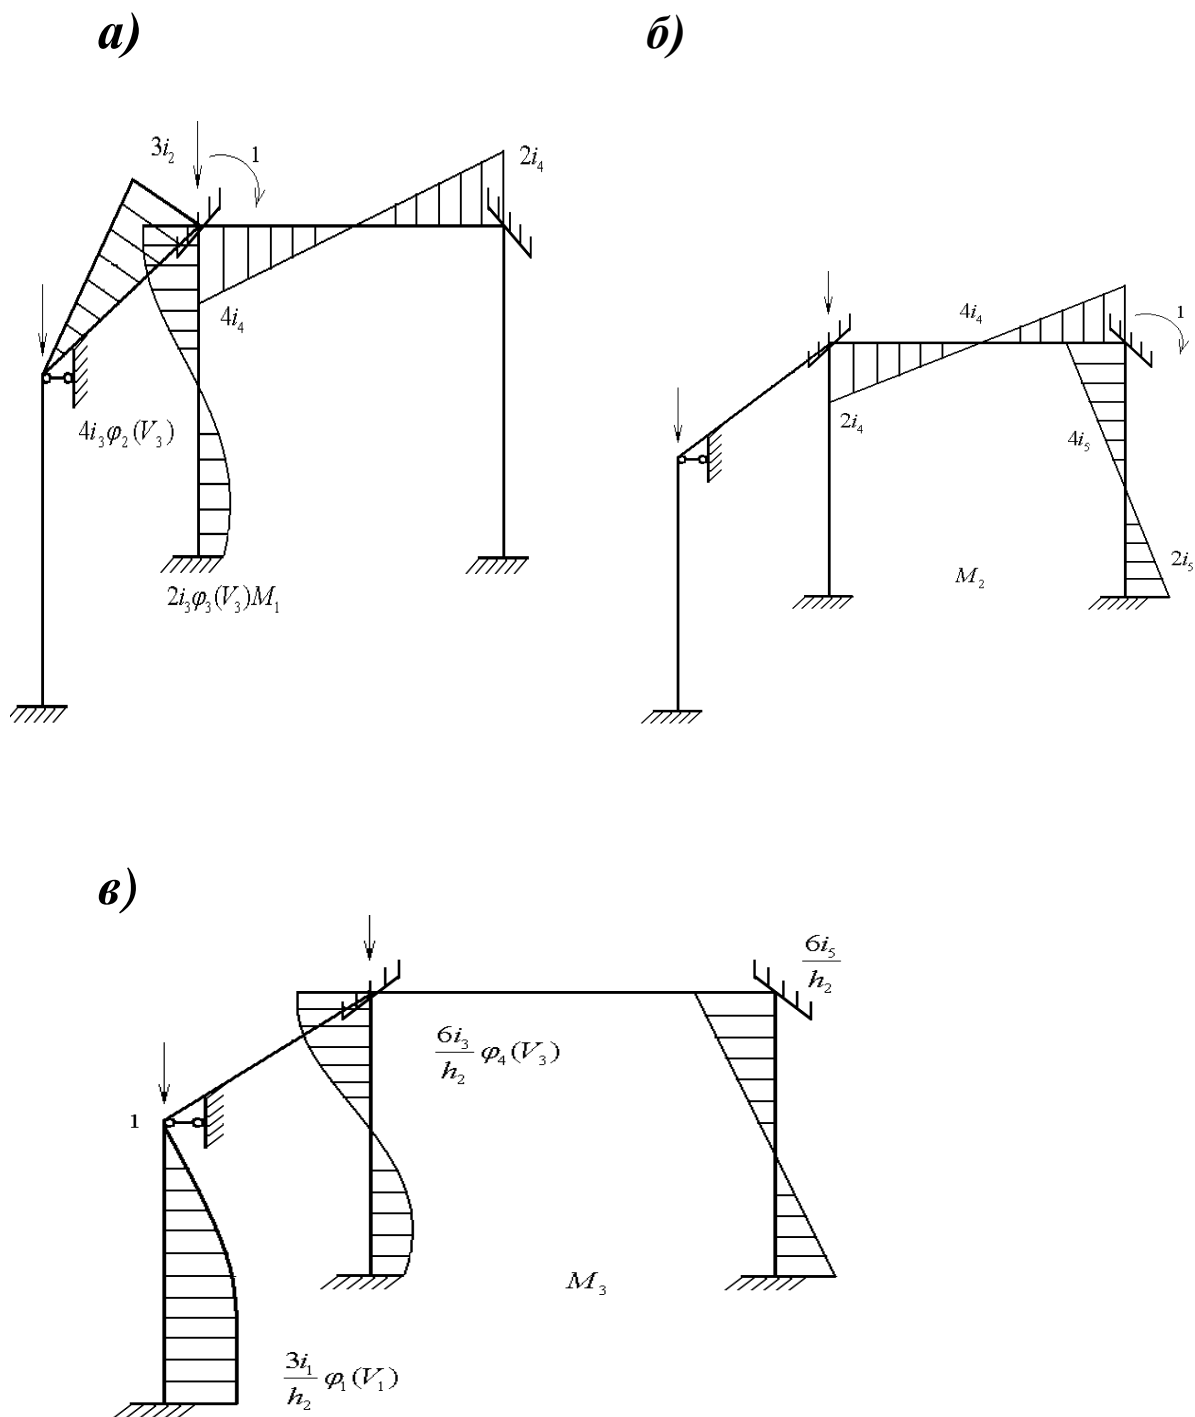 а) б)
3i₂ 1 2i₄
4i₄
4i₃φ₂(V₃)
2i₃φ₃(V₃)M₁
4i₄ 1
2i₄ 4i₅
M₂ 2i₅
в)
6i₅/h₂
6i₃/h₂ φ₄(V₃)
1
M₃
3i₁/h₂ φ₁(V₁)